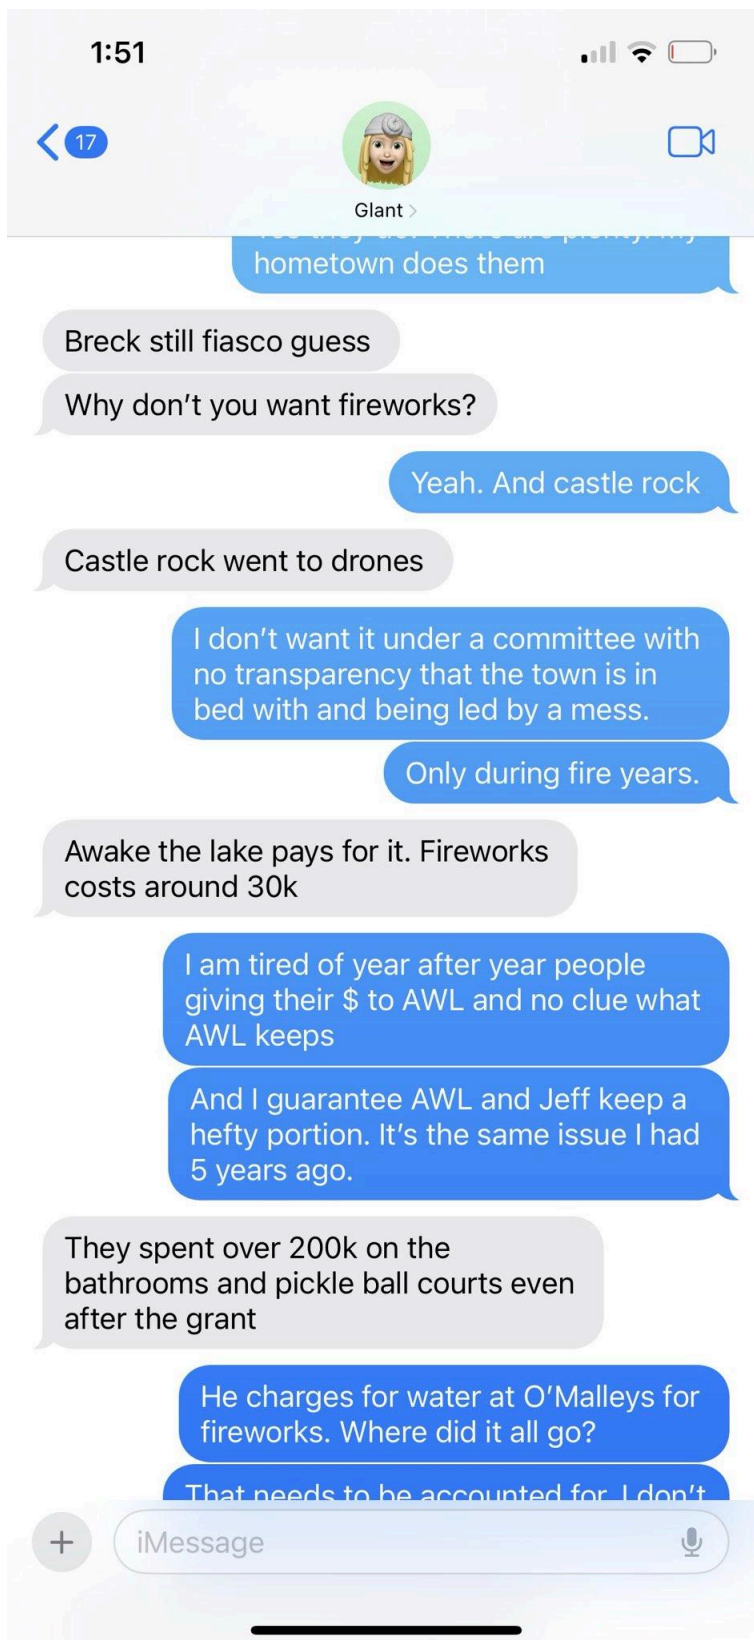 1:51
17
Glant
hometown does them
Breck still fiasco guess
Why don't you want fireworks?
Yeah. And castle rock
Castle rock went to drones
I don't want it under a committee with
no transparency that the town is in
bed with and being led by a mess.
Only during fire years.
Awake the lake pays for it. Fireworks
costs around 30k
I am tired of year after year people
giving their $ to AWL and no clue what
AWL keeps
And I guarantee AWL and Jeff keep a
hefty portion. It's the same issue I had
5 years ago.
They spent over 200k on the
bathrooms and pickle ball courts even
after the grant
He charges for water at O'Malleys for
fireworks. Where did it all go?
That needs to be accounted for. I don't
iMessage